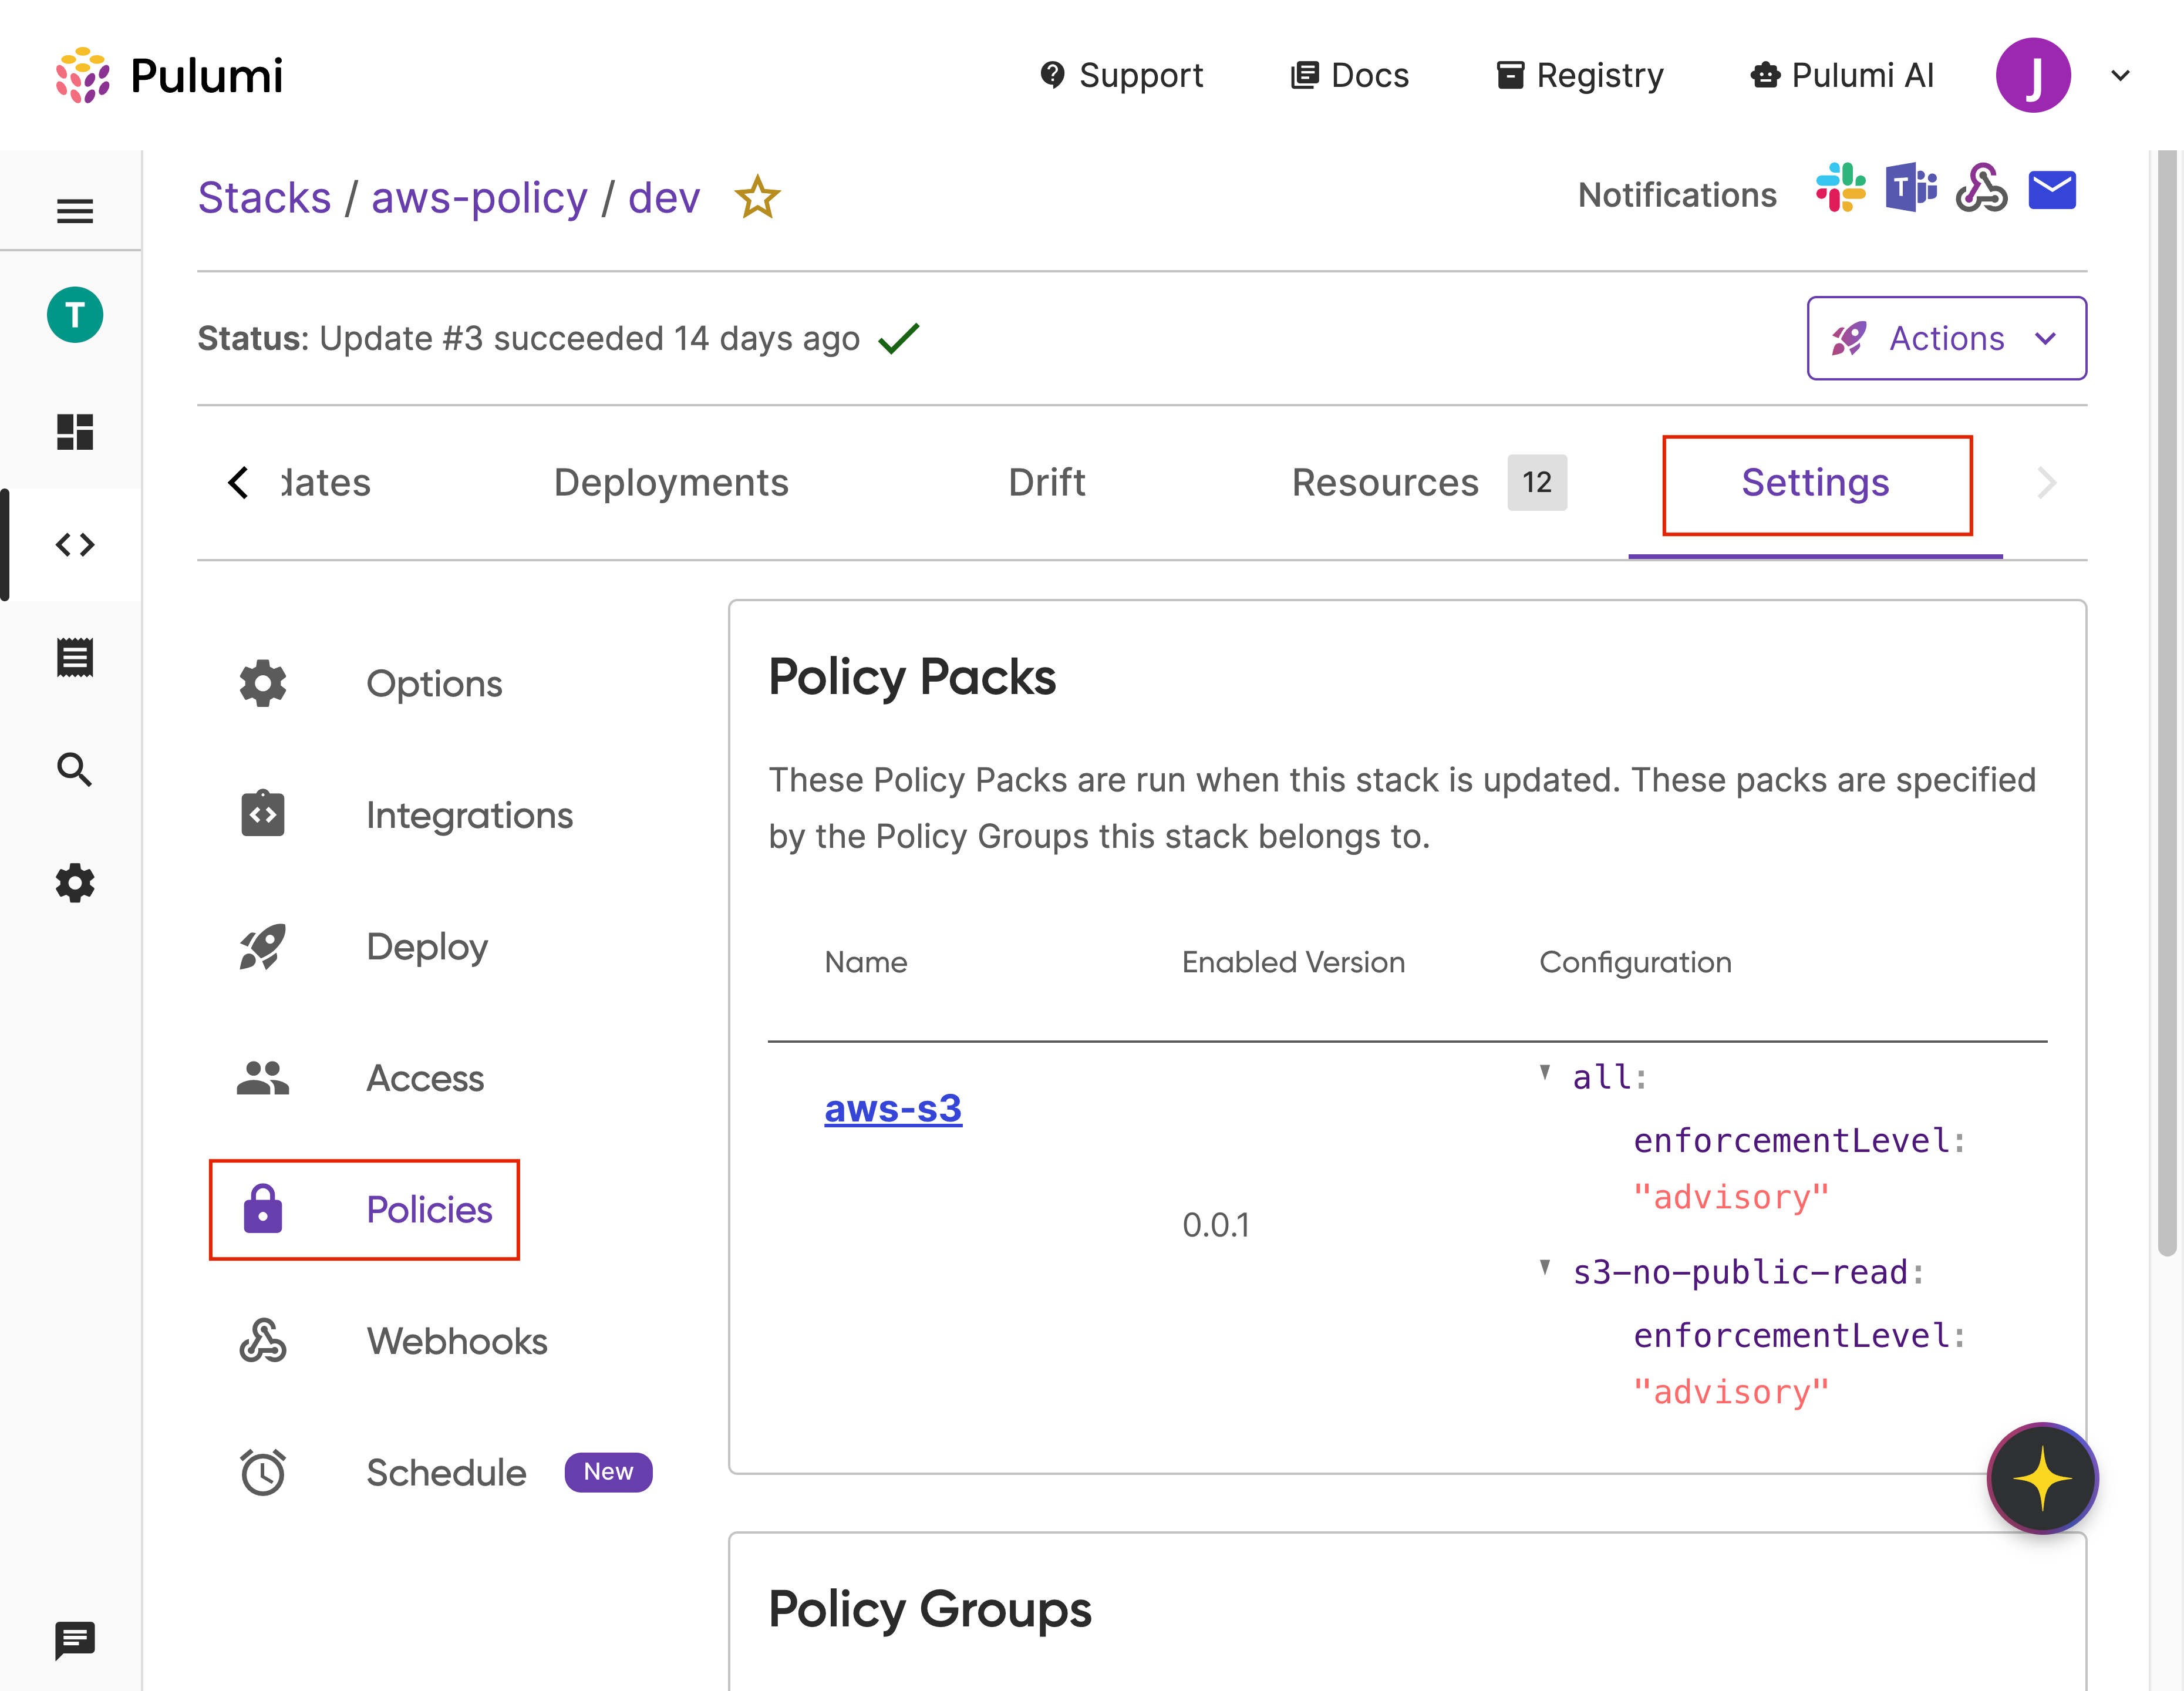 Pulumi
Support
Docs
Registry
Pulumi AI
J
Stacks / aws-policy / dev
Notifications
T
T
Status: Update #3 succeeded 14 days ago
Actions
dates
Deployments
Drift
Resources 12
Settings
Options
Integrations
Deploy
Access
Policies
Webhooks
Schedule New
Policy Packs
These Policy Packs are run when this stack is updated. These packs are specified
by the Policy Groups this stack belongs to.
Name Enabled Version Configuration
aws-s3
0.0.1
all:
enforcementLevel:
"advisory"
s3-no-public-read:
enforcementLevel:
"advisory"
Policy Groups